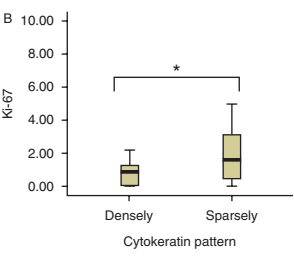 B
10.00
8.00
6.00
4.00
2.00
0.00
Ki-67
*
Densely Sparsely
Cytokeratin pattern